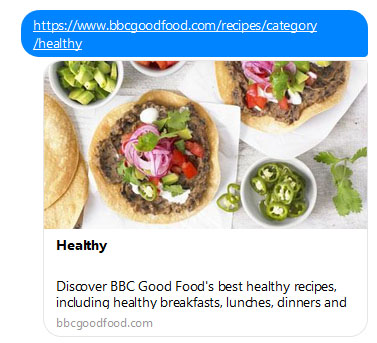 https://www.bbcgoodfood.com/recipes/category
/healthy
Healthy
Discover BBC Good Food's best healthy recipes,
including healthy breakfasts, lunches, dinners and
bbcgoodfood.com